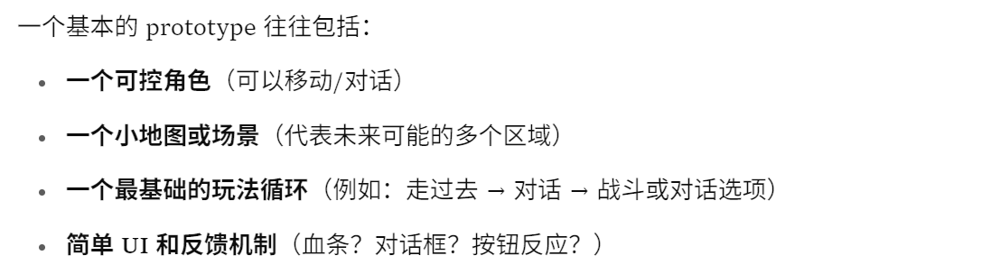 一个基本的 prototype 往往包括：
• 一个可控角色（可以移动/对话）
• 一个小地图或场景（代表未来可能的多个区域）
• 一个最基础的玩法循环（例如：走过去 → 对话 → 战斗或对话选项）
• 简单 UI 和反馈机制（血条？对话框？按钮反应？）